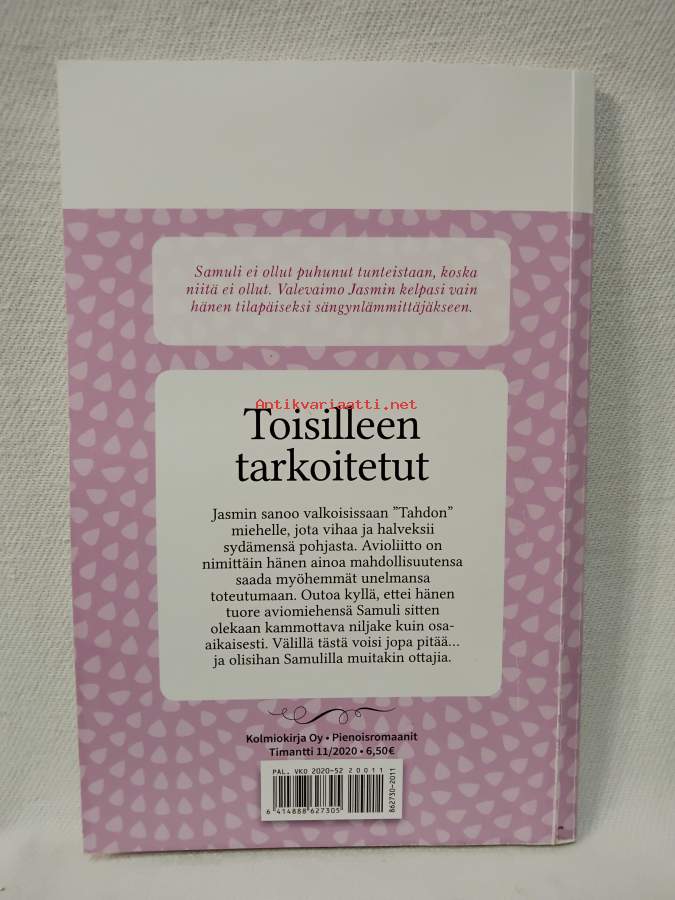 Samuli ei ollut puhunut tunteistaan, koska
niitä ei ollut. Valevaimo Jasmin kelpasi vain
hänen tilapäiseksi sängynlämmittäjäkseen.
Antikvariaatti.net
Toisilleen
tarkoitetut
Jasmin sanoo valkoisissaan ”Tahdon”
miehelle, jota vihaa ja halveksii
sydämensä pohjasta. Avioliitto on
nimittäin hänen ainoa mahdollisuutensa
saada myöhemmät unelmansa
toteutumaan. Outoa kyllä, ettei hänen
tuore aviomiehensä Samuli sitten
olekaan kammottava niljake kuin osa-
aikaisesti. Välillä tästä voisi jopa pitää…
ja olisihan Samulilla muitakin ottajia.
Kolmiokirja Oy • Pienoisromaanit
Timantti 11/2020 • 6,50€
PAL. VKO 2020-52 20011
6 414888 627305
862730-2011